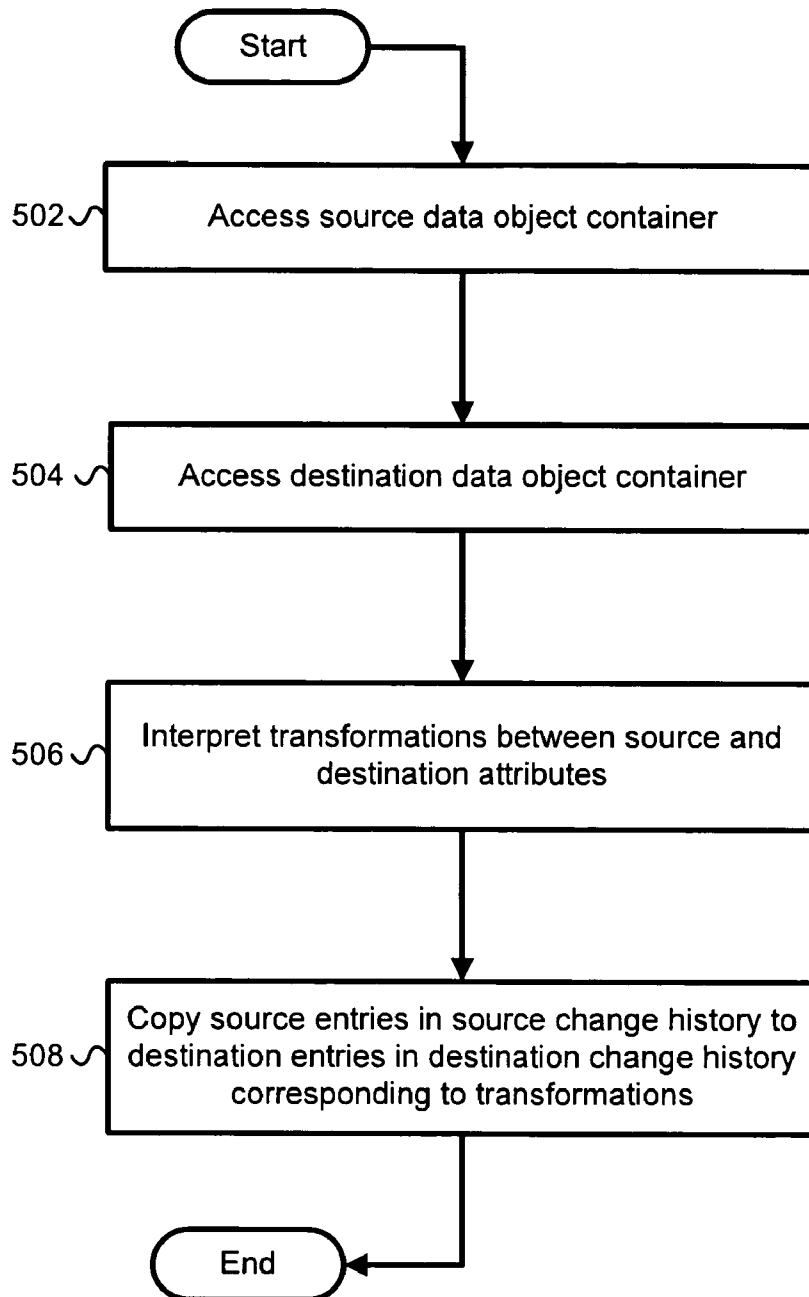 Start
502
Access source data object container
504
Access destination data object container
506
Interpret transformations between source and
destination attributes
508
Copy source entries in source change history to
destination entries in destination change history
corresponding to transformations
End